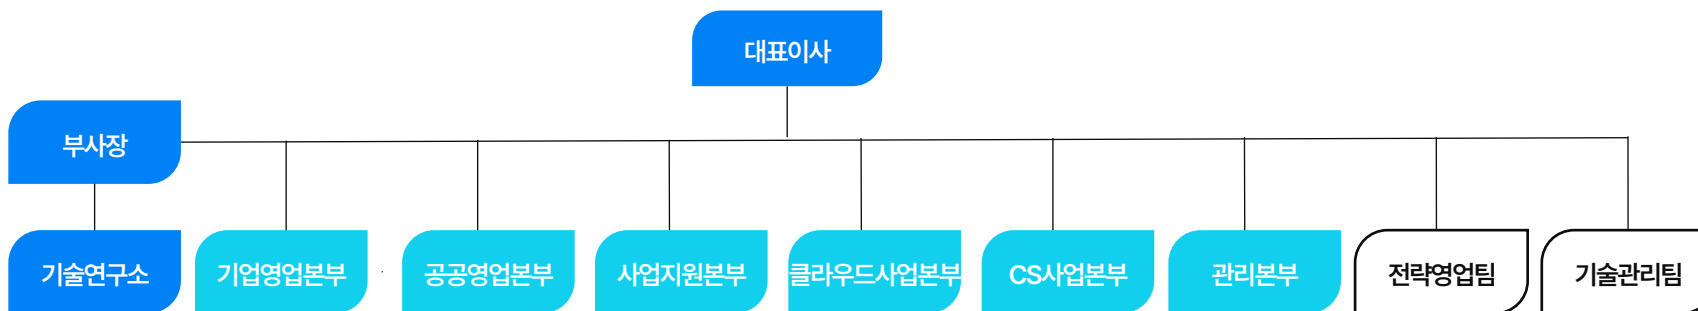 대표이사
부사장
기술연구소
기업영업본부
공공영업본부
사업지원본부
클라우드사업본부
CS사업본부
관리본부
전략영업팀
기술관리팀